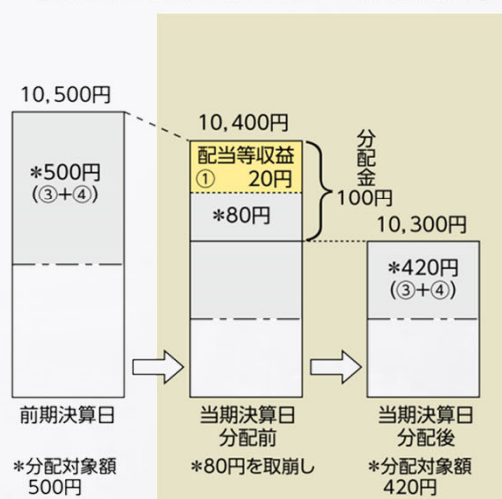 10,500円
*500円
(③+④)
前期決算日
*分配対象額
500円
10,400円
配当等収益
① 20円
*80円
分配金
100円
当期決算日
分配前
*80円を取崩し
10,300円
*420円
(③+④)
当期決算日
分配後
*分配対象額
420円